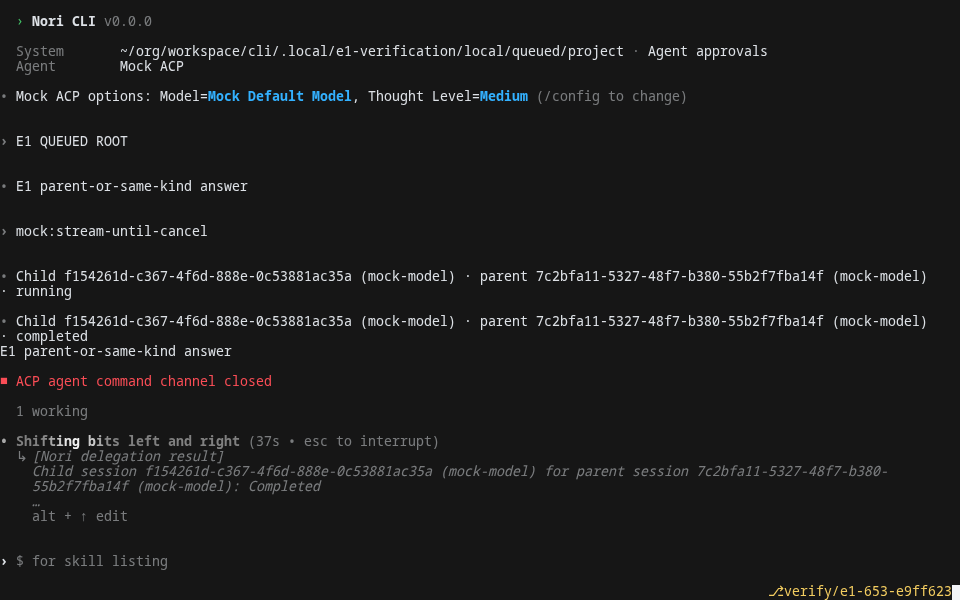 › Nori CLI v0.0.0
System ~/org/workspace/cli/.local/e1-verification/local/queued/project · Agent approvals
Agent Mock ACP
• Mock ACP options: Model=Mock Default Model, Thought Level=Medium (/config to change)
› E1 QUEUED ROOT
• E1 parent-or-same-kind answer
› mock:stream-until-cancel
• Child f154261d-c367-4f6d-888e-0c53881ac35a (mock-model) · parent 7c2bfa11-5327-48f7-b380-55b2f7fba14f (mock-model)
· running
• Child f154261d-c367-4f6d-888e-0c53881ac35a (mock-model) · parent 7c2bfa11-5327-48f7-b380-55b2f7fba14f (mock-model)
· completed
E1 parent-or-same-kind answer
■ ACP agent command channel closed
1 working
• Shifting bits left and right (37s • esc to interrupt)
↳ [Nori delegation result]
Child session f154261d-c367-4f6d-888e-0c53881ac35a (mock-model) for parent session 7c2bfa11-5327-48f7-b380-
55b2f7fba14f (mock-model): Completed
…
alt + ↑ edit
› $ for skill listing
⎇verify/e1-653-e9ff623